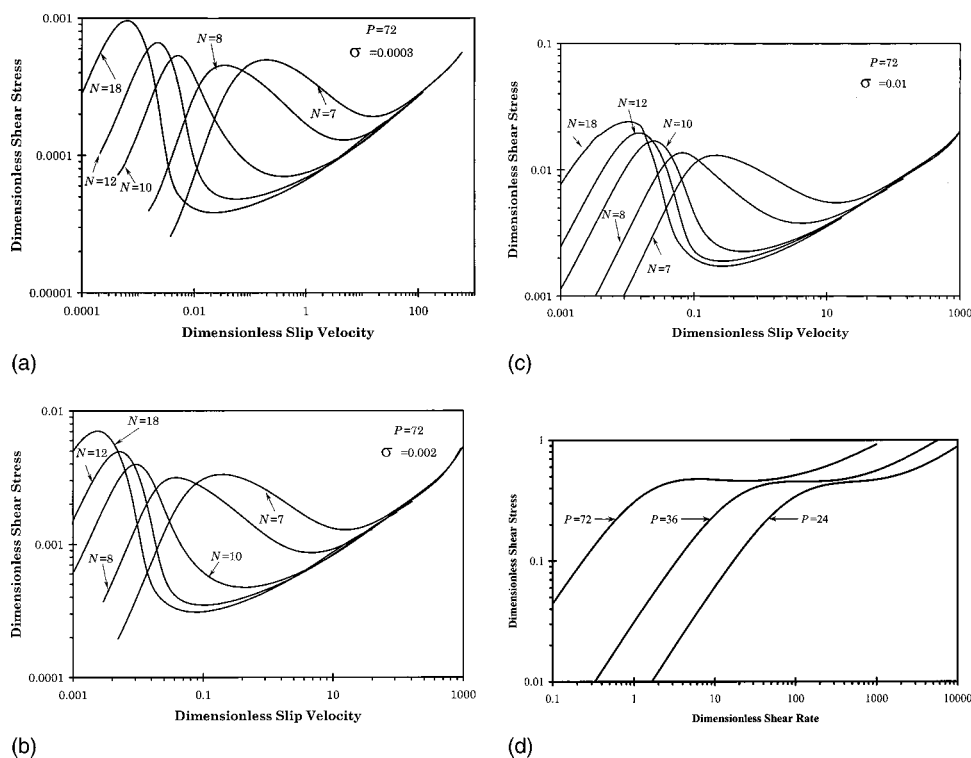 0.001
0.0001
0.00001
0.0001
0.01
1
100
Dimensionless Shear Stress
Dimensionless Slip Velocity
P=72
σ =0.0003
N=18
N=12
N=10
N=8
N=7
(a)
0.1
0.01
0.001
0.001
0.1
10
1000
Dimensionless Shear Stress
Dimensionless Slip Velocity
P=72
σ =0.01
N=18
N=12
N=10
N=8
N=7
(c)
0.01
0.001
0.0001
0.001
0.1
10
1000
Dimensionless Shear Stress
Dimensionless Slip Velocity
P=72
σ =0.002
N=18
N=12
N=8
N=10
N=7
(b)
1
0.1
0.01
0.1
1
10
100
1000
10000
Dimensionless Shear Stress
Dimensionless Shear Rate
P=72
P=36
P=24
(d)